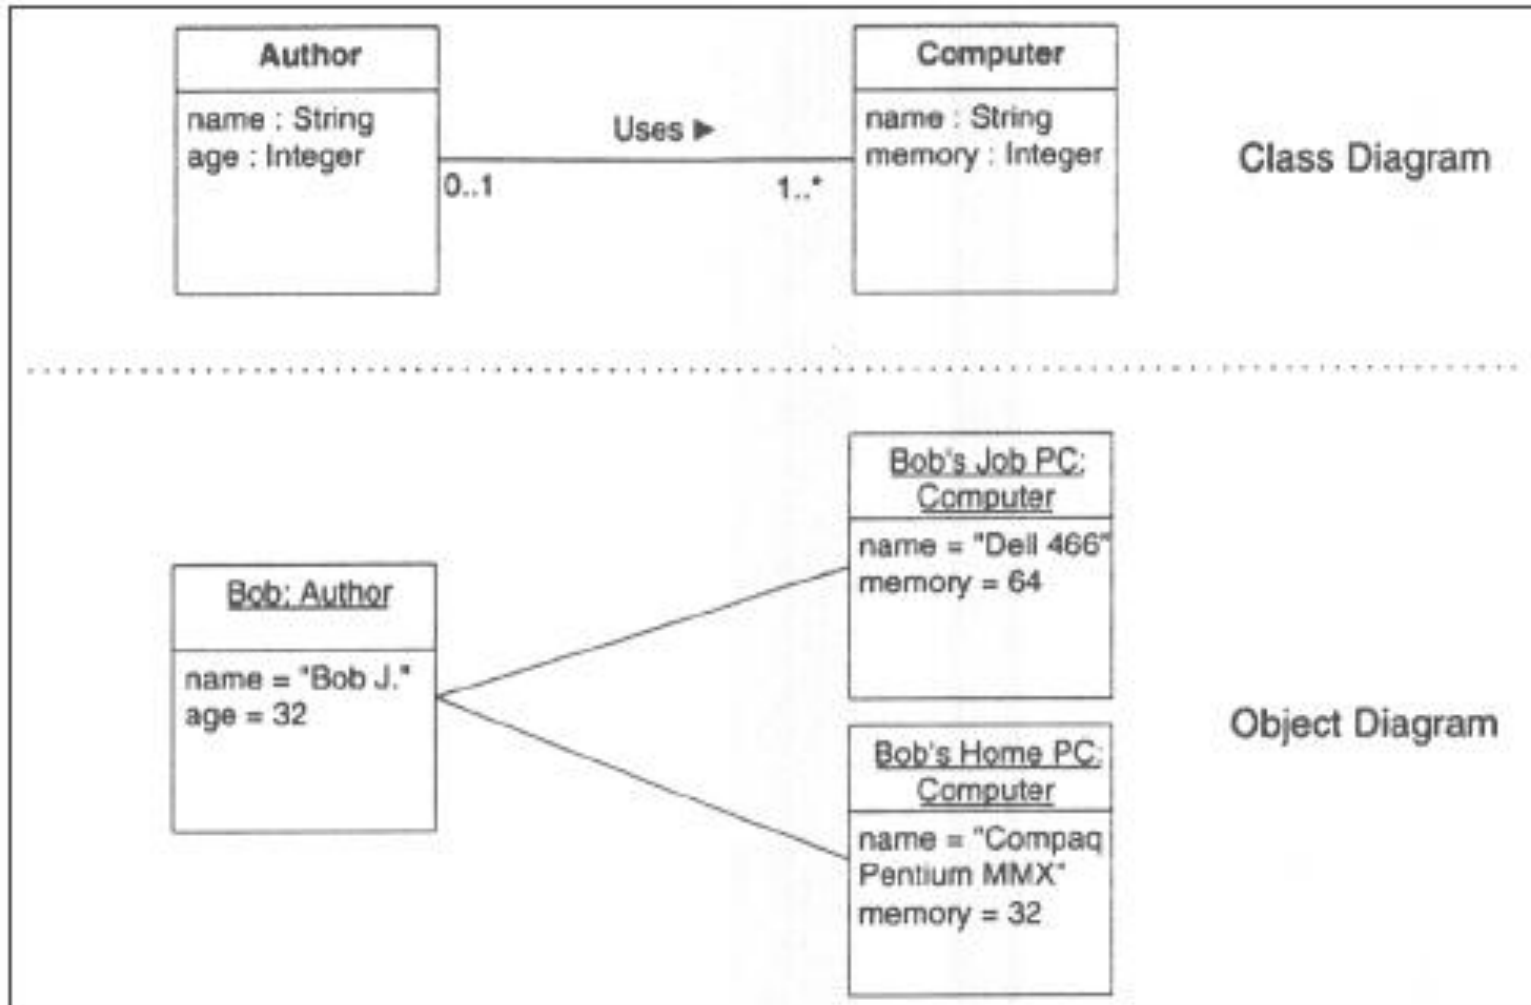 Author
name : String
age : Integer
Uses ►
0..1
1..*
Computer
name : String
memory : Integer
Class Diagram
Bob: Author
name = "Bob J."
age = 32
Bob's Job PC:
Computer
name = "Dell 466"
memory = 64
Bob's Home PC:
Computer
name = "Compaq
Pentium MMX"
memory = 32
Object Diagram